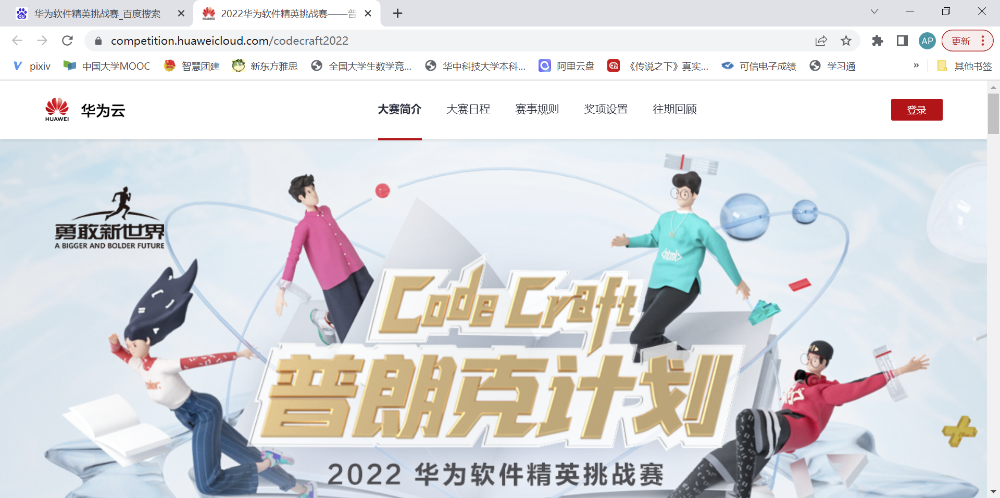 华为软件精英挑战赛_百度搜索
2022华为软件精英挑战赛——普
competition.huaweicloud.com/codecraft2022
AP
更新
pixiv
中国大学MOOC
智慧团建
新东方雅思
全国大学生数学竞...
华中科技大学本科...
阿里云盘
《传说之下》真实...
可信电子成绩
学习通
»
其他书签
HUAWEI
华为云
大赛简介
大赛日程
赛事规则
奖项设置
往期回顾
登录
勇敢新世界
A BIGGER AND BOLDER FUTURE
<html>
color:
Code Craft
普朗克计划
2022 华为软件精英挑战赛